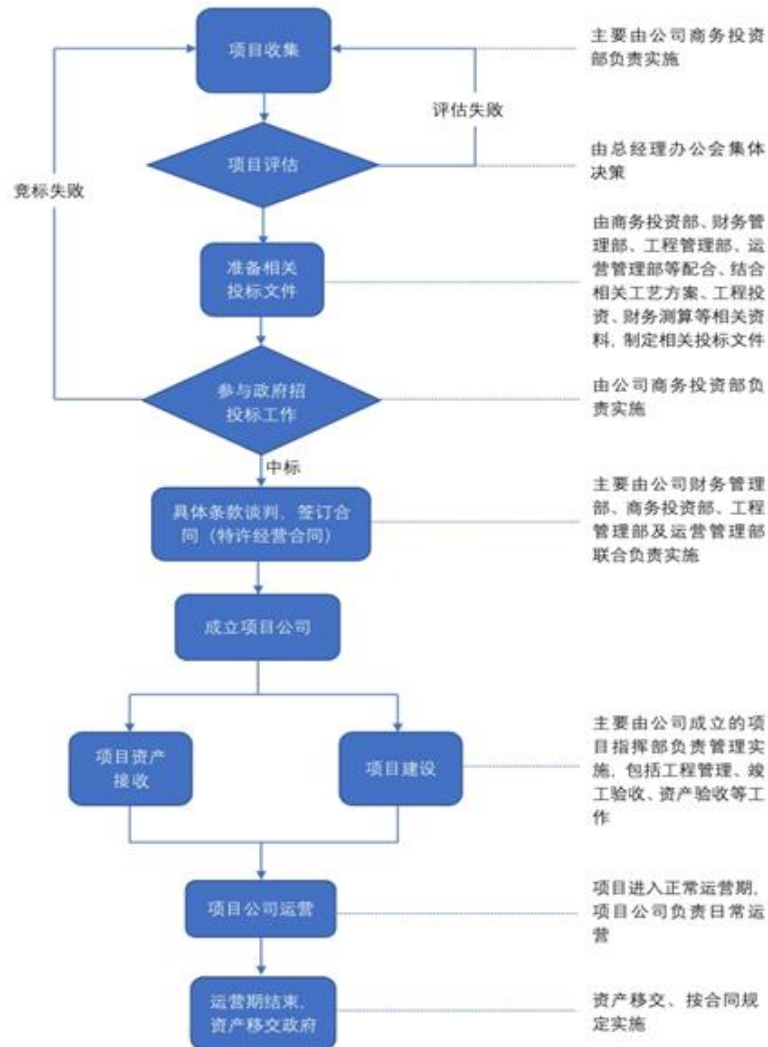 项目收集
主要由公司商务投资
部负责实施
评估失败
项目评估
由总经理办公会集体
决策
竞标失败
准备相关
投标文件
由商务投资部、财务管
理部、工程管理部、运
营管理部等配合、结合
相关工艺方案、工程投
资、财务测算等相关资
料,制定相关投标文件
参与政府招
投标工作
由公司商务投资部负
责实施
中标
具体条款谈判,签订合
同（特许经营合同）
主要由公司财务管理
部、商务投资部、工程
管理部及运营管理部
联合负责实施
成立项目公司
项目资产
接收
项目建设
主要由公司成立的项
目指挥部负责管理实
施,包括工程管理、竣
工验收、资产验收等工
作
项目公司运营
项目进入正常运营期,
项目公司负责日常运
营
运营期结束,
资产移交政府
资产移交、按合同规
定实施